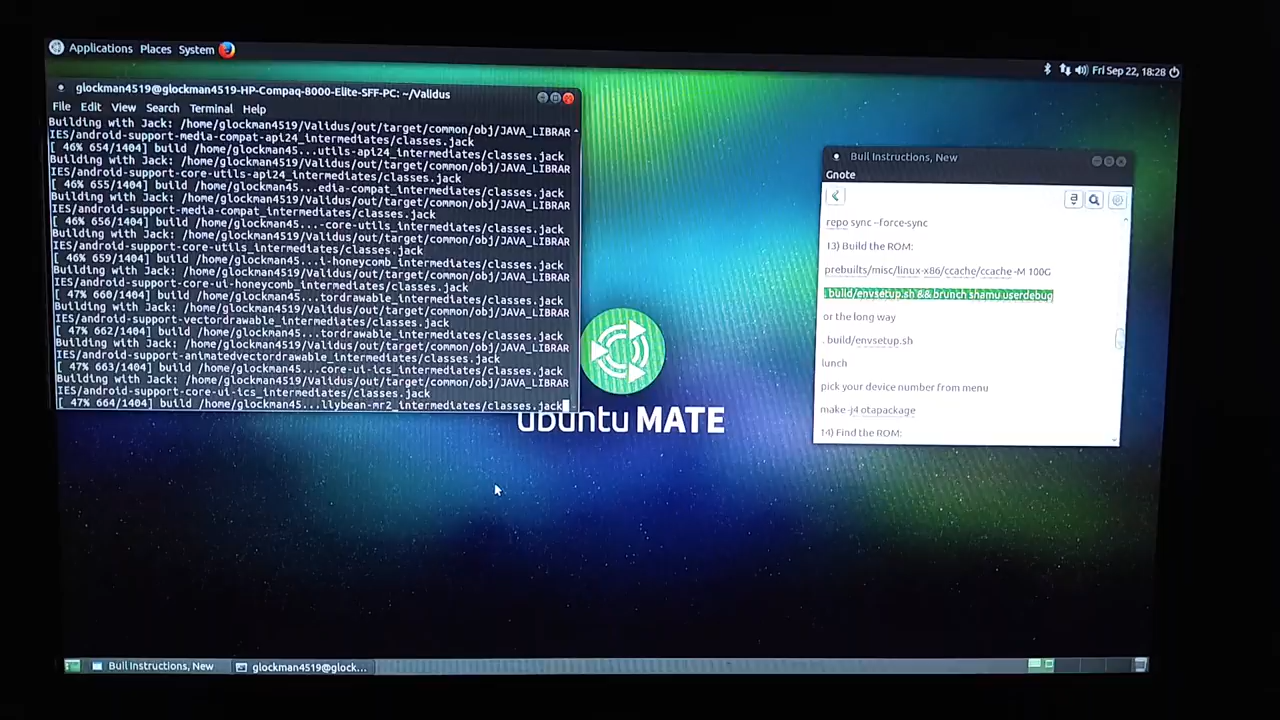 Applications Places System
Fri Sep 22, 18:28
glockman4519@glockman4519-HP-Compaq-8000-Elite-SFF-PC: ~/Validus
File Edit View Search Terminal Help
Building with Jack: /home/glockman4519/Validus/out/target/common/obj/JAVA_LIBRAR
IES/android-support-media-compat-api24_intermediates/classes.jack
[ 46% 654/1404] build /home/glockman45...utils-api24_intermediates/classes.jack
Building with Jack: /home/glockman4519/Validus/out/target/common/obj/JAVA_LIBRAR
IES/android-support-core-utils-api24_intermediates/classes.jack
[ 46% 655/1404] build /home/glockman45...edia-compat_intermediates/classes.jack
Building with Jack: /home/glockman4519/Validus/out/target/common/obj/JAVA_LIBRAR
IES/android-support-media-compat_intermediates/classes.jack
[ 46% 656/1404] build /home/glockman45...-core-utils_intermediates/classes.jack
Building with Jack: /home/glockman4519/Validus/out/target/common/obj/JAVA_LIBRAR
IES/android-support-core-utils_intermediates/classes.jack
[ 46% 659/1404] build /home/glockman45...i-honeycomb_intermediates/classes.jack
Building with Jack: /home/glockman4519/Validus/out/target/common/obj/JAVA_LIBRAR
IES/android-support-core-ui-honeycomb_intermediates/classes.jack
[ 47% 660/1404] build /home/glockman45...tordrawable_intermediates/classes.jack
Building with Jack: /home/glockman4519/Validus/out/target/common/obj/JAVA_LIBRAR
IES/android-support-vectordrawable_intermediates/classes.jack
[ 47% 662/1404] build /home/glockman45...tordrawable_intermediates/classes.jack
Building with Jack: /home/glockman4519/Validus/out/target/common/obj/JAVA_LIBRAR
IES/android-support-animatedvectordrawable_intermediates/classes.jack
[ 47% 663/1404] build /home/glockman45...core-ui-ics_intermediates/classes.jack
Building with Jack: /home/glockman4519/Validus/out/target/common/obj/JAVA_LIBRAR
IES/android-support-core-ui-ics_intermediates/classes.jack
[ 47% 664/1404] build /home/glockman45...llybean-mr2_intermediates/classes.jack
ubuntu MATE
Buil Instructions, New
Gnote
a
repo sync --force-sync
13) Build the ROM:
prebuilts/misc/linux-x86/ccache/ccache -M 100G
. build/envsetup.sh && brunch shamu userdebug
or the long way
. build/envsetup.sh
lunch
pick your device number from menu
make -j4 otapackage
14) Find the ROM:
Buil Instructions, New
glockman4519@glock...